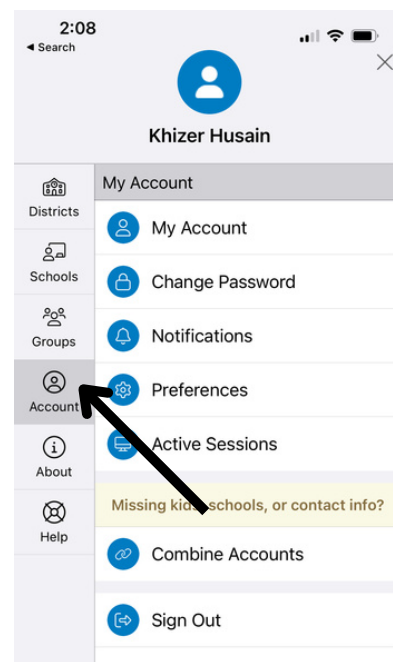 2:08
◄ Search
Khizer Husain
Districts
Schools
Groups
Account
About
Help
My Account
My Account
Change Password
Notifications
Preferences
Active Sessions
Missing kids, schools, or contact info?
Combine Accounts
Sign Out